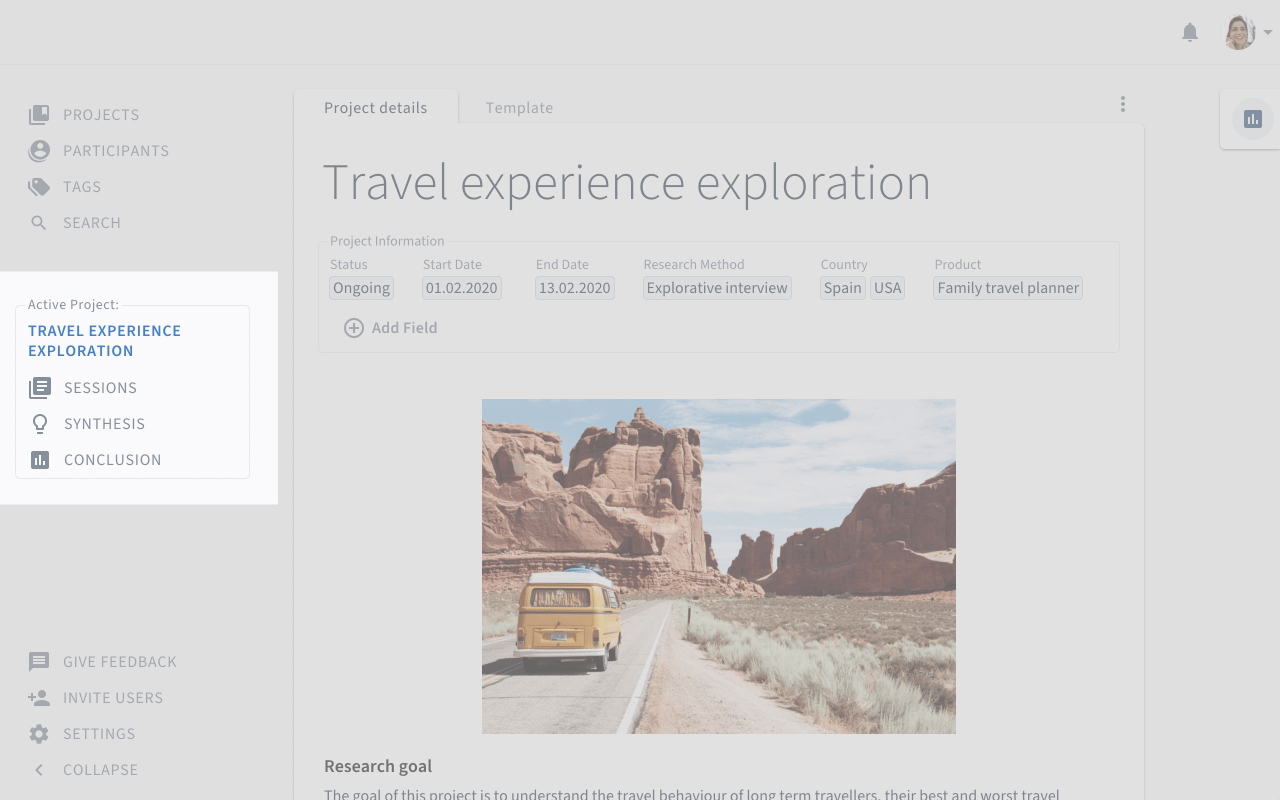 PROJECTS
PARTICIPANTS
TAGS
SEARCH
Active Project:
TRAVEL EXPERIENCE
EXPLORATION
SESSIONS
SYNTHESIS
CONCLUSION
GIVE FEEDBACK
INVITE USERS
SETTINGS
COLLAPSE
Project details Template
Travel experience exploration
Project Information
Status Start Date End Date Research Method Country Product
Ongoing 01.02.2020 13.02.2020 Explorative interview Spain USA Family travel planner
Add Field
Research goal
The goal of this project is to understand the travel behaviour of long term travellers, their best and worst travel